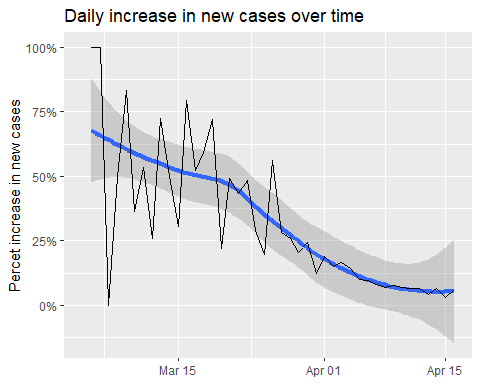 Daily increase in new cases over time
Percet increase in new cases
100%
75%
50%
25%
0%
Mar 15
Apr 01
Apr 15